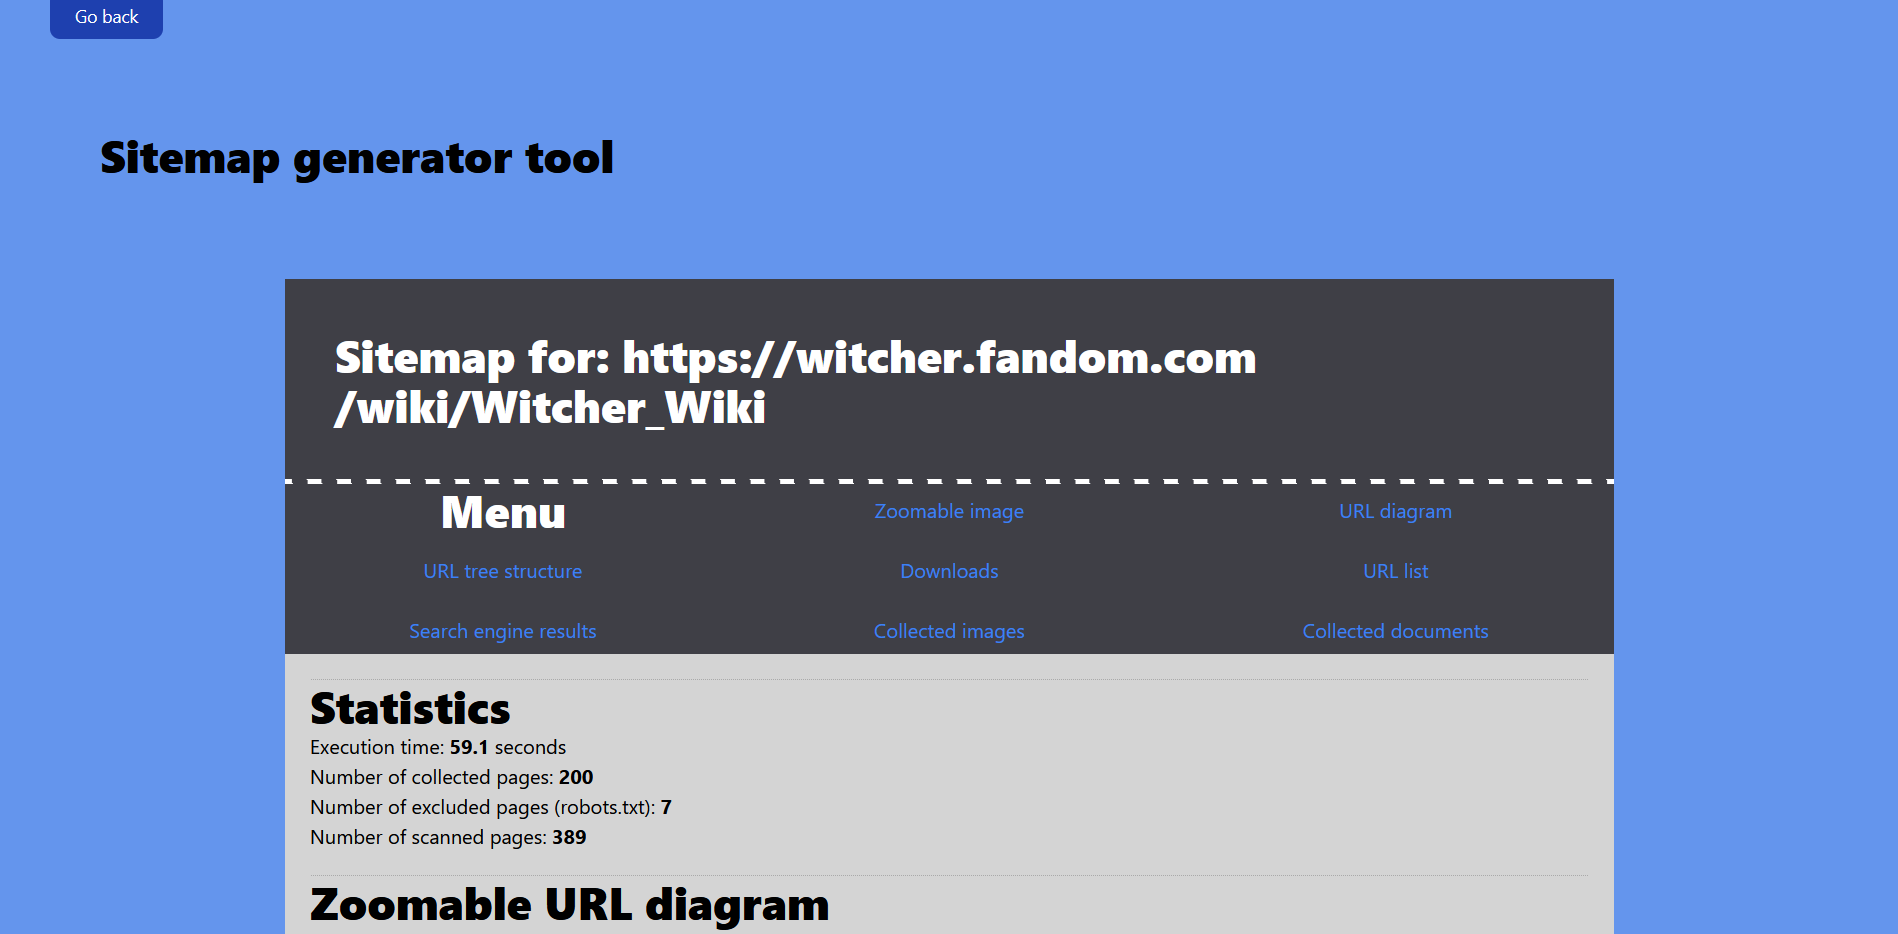 Go back
Sitemap generator tool
Sitemap for: https://witcher.fandom.com
/wiki/Witcher_Wiki
Menu
Zoomable image
URL diagram
URL tree structure
Downloads
URL list
Search engine results
Collected images
Collected documents
Statistics
Execution time: 59.1 seconds
Number of collected pages: 200
Number of excluded pages (robots.txt): 7
Number of scanned pages: 389
Zoomable URL diagram